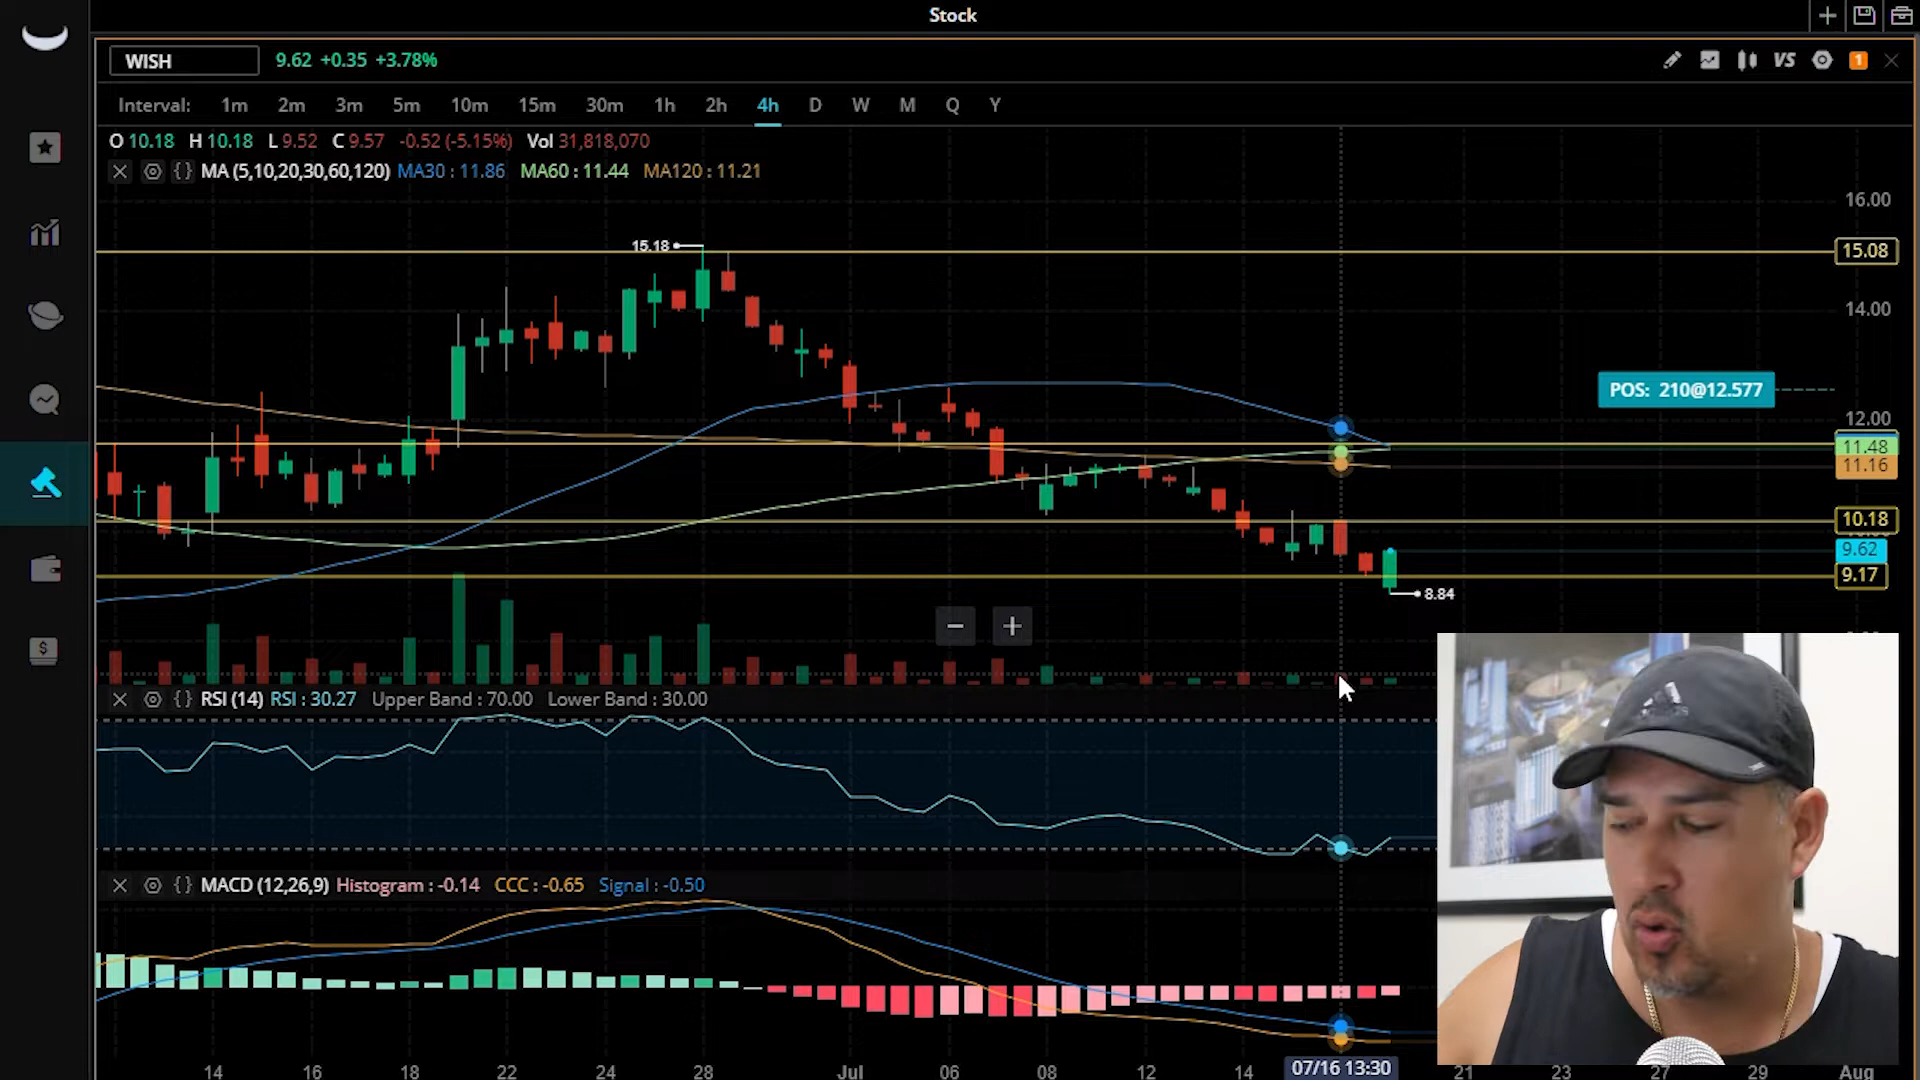 Stock
WISH 9.62 +0.35 +3.78% VS 1
Interval: 1m 2m 3m 5m 10m 15m 30m 1h 2h 4h D W M Q Y
O 10.18 H 10.18 L 9.52 C 9.57 -0.52 (-5.15%) Vol 31,818,070
MA (5,10,20,30,60,120) MA30 : 11.86 MA60 : 11.44 MA120 : 11.21
16.00
15.18
15.08
14.00
POS: 210@12.577
12.00
11.48
11.16
10.18
9.62
9.17
8.84
RSI (14) RSI : 30.27 Upper Band : 70.00 Lower Band : 30.00
MACD (12,26,9) Histogram : -0.14 CCC : -0.65 Signal : -0.50
14 16 18 22 24 28 Jul 06 08 12 14 07/16 13:30 21 23 27 29 Aug